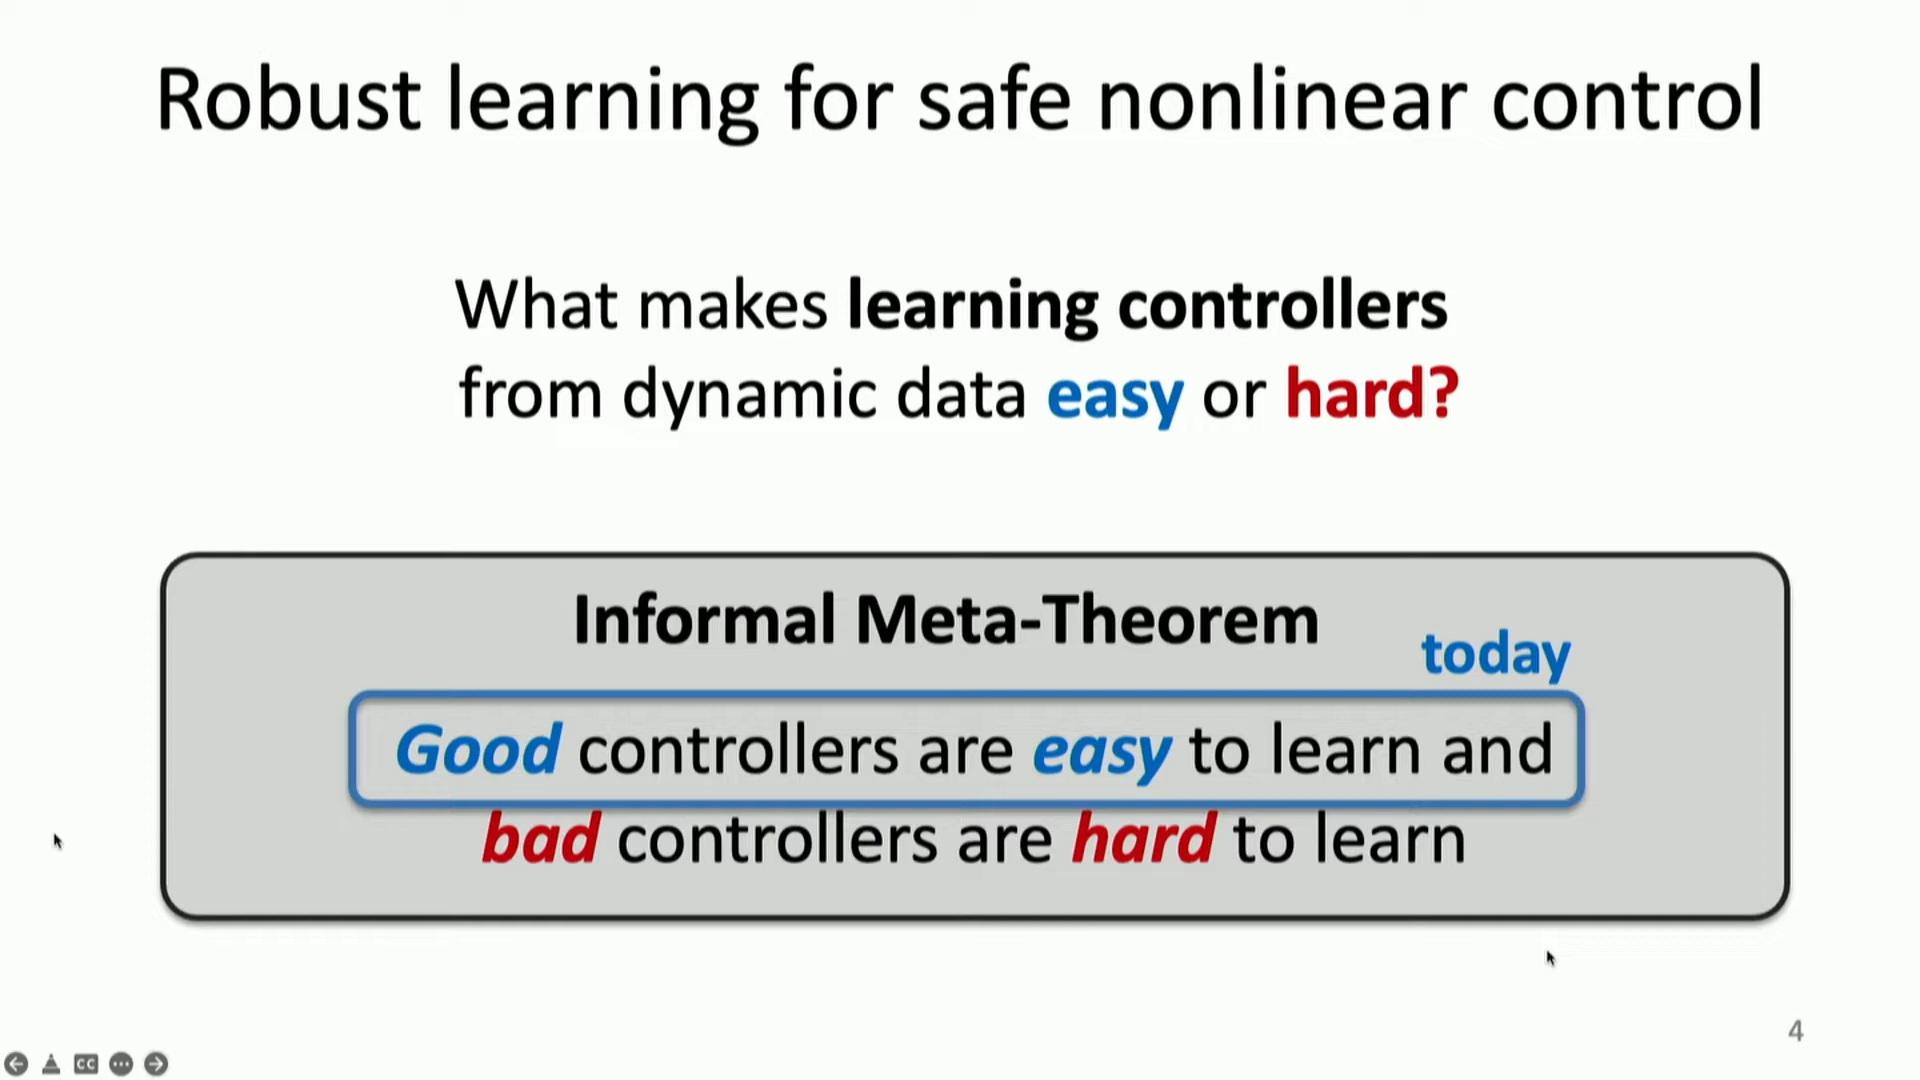 Robust learning for safe nonlinear control
What makes learning controllers
from dynamic data easy or hard?
Informal Meta-Theorem
today
Good controllers are easy to learn and
bad controllers are hard to learn
4
CC